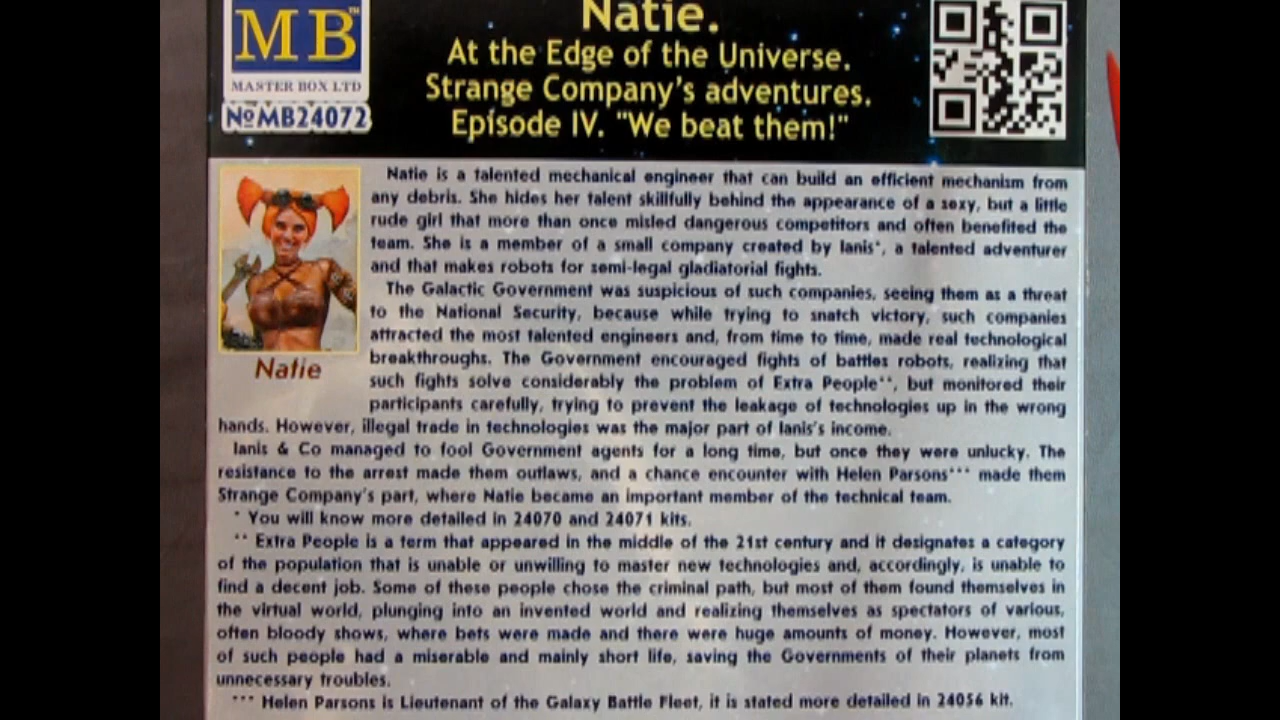 MB™
MASTER BOX LTD
№MB24072
Natie.
At the Edge of the Universe.
Strange Company's adventures.
Episode IV. "We beat them!"
Natie is a talented mechanical engineer that can build an efficient mechanism from
any debris. She hides her talent skillfully behind the appearance of a sexy, but a little
rude girl that more than once misled dangerous competitors and often benefited the
team. She is a member of a small company created by Ianis*, a talented adventurer
and that makes robots for semi-legal gladiatorial fights.
The Galactic Government was suspicious of such companies, seeing them as a threat
to the National Security, because while trying to snatch victory, such companies
attracted the most talented engineers and, from time to time, made real technological
breakthroughs. The Government encouraged fights of battles robots, realizing that
such fights solve considerably the problem of Extra People**, but monitored their
participants carefully, trying to prevent the leakage of technologies up in the wrong
hands. However, illegal trade in technologies was the major part of Ianis's income.
Natie
Ianis & Co managed to fool Government agents for a long time, but once they were unlucky. The
resistance to the arrest made them outlaws, and a chance encounter with Helen Parsons*** made them
Strange Company's part, where Natie became an important member of the technical team.
* You will know more detailed in 24070 and 24071 kits.
** Extra People is a term that appeared in the middle of the 21st century and it designates a category
of the population that is unable or unwilling to master new technologies and, accordingly, is unable to
find a decent job. Some of these people chose the criminal path, but most of them found themselves in
the virtual world, plunging into an invented world and realizing themselves as spectators of various,
often bloody shows, where bets were made and there were huge amounts of money. However, most
of such people had a miserable and mainly short life, saving the Governments of their planets from
unnecessary troubles.
*** Helen Parsons is Lieutenant of the Galaxy Battle Fleet, it is stated more detailed in 24056 kit.